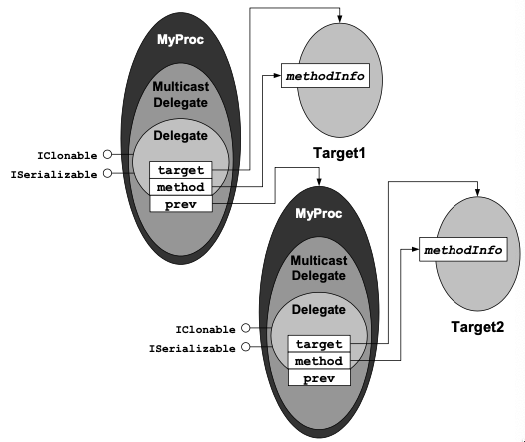 MyProc
Multicast
Delegate
Delegate
IClonable
ISerializable
target
method
prev
methodInfo
Target1
MyProc
Multicast
Delegate
Delegate
IClonable
ISerializable
target
method
prev
methodInfo
Target2